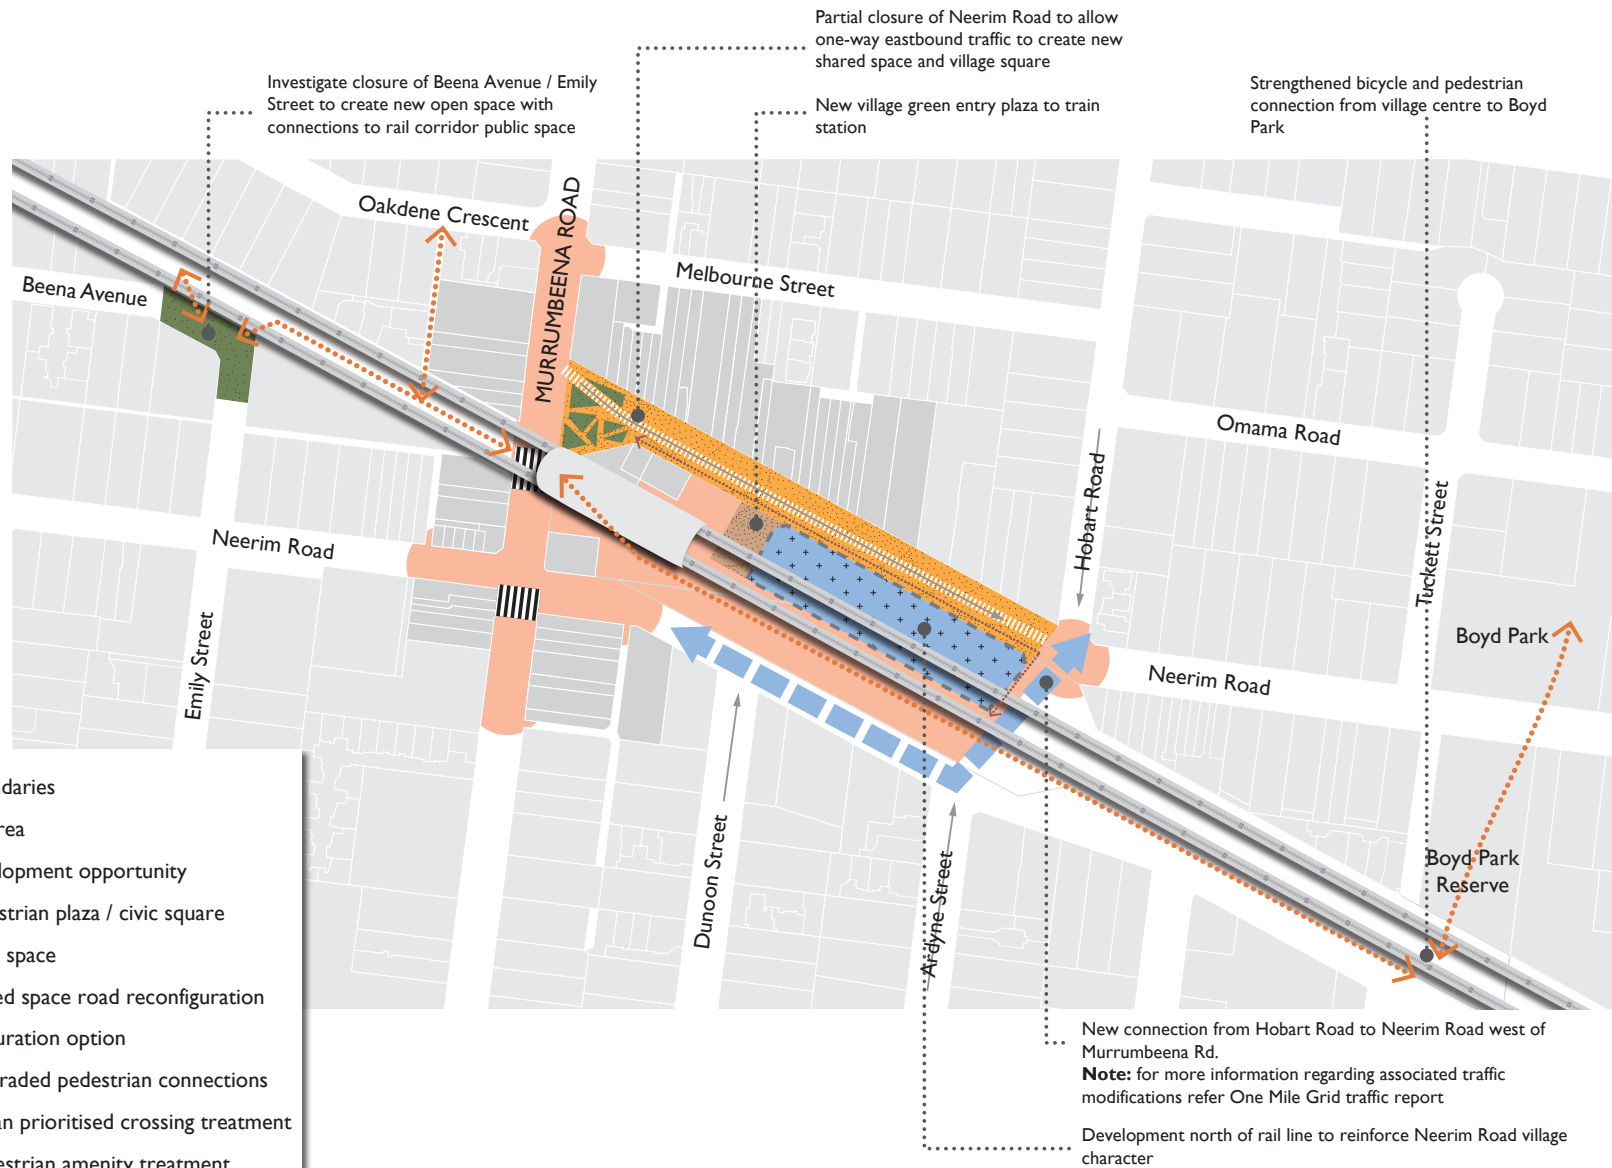 Partial closure of Neerim Road to allow
one-way eastbound traffic to create new
shared space and village square
Investigate closure of Beena Avenue / Emily
Street to create new open space with
connections to rail corridor public space
New village green entry plaza to train
station
Strengthened bicycle and pedestrian
connection from village centre to Boyd
Park
Oakdene Crescent
MURRUMBEENA ROAD
Melbourne Street
Beena Avenue
Omama Road
Hobart Road
Tuckett Street
Neerim Road
Emily Street
Boyd Park
Neerim Road
Dunoon Street
Ardyne Street
Boyd Park
Reserve
daries
rea
lopment opportunity
strian plaza / civic square
space
ed space road reconfiguration
uration option
raded pedestrian connections
an prioritised crossing treatment
estrian amenity treatment
New connection from Hobart Road to Neerim Road west of
Murrumbeena Rd.
Note: for more information regarding associated traffic
modifications refer One Mile Grid traffic report
Development north of rail line to reinforce Neerim Road village
character